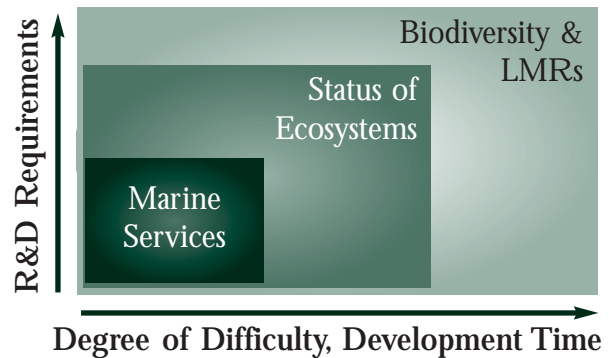 R&D Requirements
Biodiversity &
LMRs
Status of
Ecosystems
Marine
Services
Degree of Difficulty, Development Time